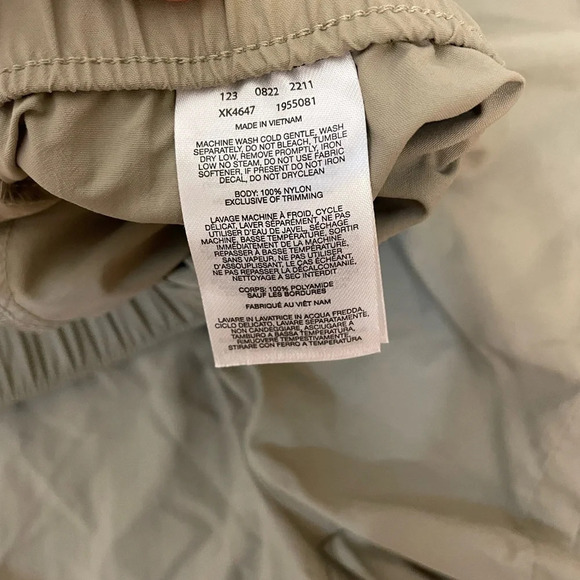 123 0822 2211
XK4647 1955081
MADE IN VIETNAM
MACHINE WASH COLD GENTLE, WASH
SEPARATELY, DO NOT BLEACH, TUMBLE
DRY LOW, REMOVE PROMPTLY, IRON
LOW NO STEAM, DO NOT USE FABRIC
SOFTENER, IF PRESENT DO NOT IRON
DECAL, DO NOT DRYCLEAN
BODY: 100% NYLON
EXCLUSIVE OF TRIMMING
LAVAGE MACHINE À FROID, CYCLE
DÉLICAT, LAVER SÉPARÉMENT, NE PAS
UTILISER D'EAU DE JAVEL, SÉCHAGE
MACHINE, BASSE TEMPÉRATURE, SORTIR
IMMÉDIATEMENT DE LA MACHINE,
REPASSER À BASSE TEMPÉRATURE
SANS VAPEUR, NE PAS UTILISER
D'ASSOUPLISSANT, LE CAS ÉCHÉANT,
NE PAS REPASSER LA DÉCALCOMANIE,
NETTOYAGE À SEC INTERDIT
CORPS: 100% POLYAMIDE
SAUF LES BORDURES
FABRIQUÉ AU VIÊT NAM
LAVARE IN LAVATRICE IN ACQUA FREDDA,
CICLO DELICATO, LAVARE SEPARATAMENTE,
NON CANDEGGIARE, ASCIUGARE A
BASSA TEMPERATURA,
RIMUOVERE TEMPESTIVAMENTE,
STIRARE CON FERRO A TEMPERATURA